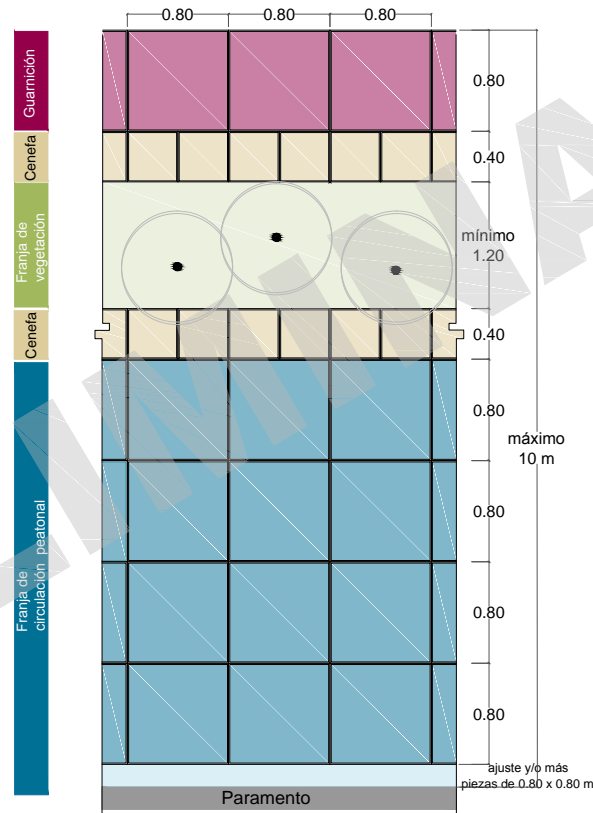 0.80 0.80 0.80
Guarnición
0.80
Cenefa
0.40
Franja de
vegetación
mínimo
1.20
Cenefa
0.40
0.80
máximo
10 m
0.80
Franja de
circulación peatonal
0.80
0.80
ajuste y/o más
piezas de 0.80 x 0.80 m
Paramento
LIMINA